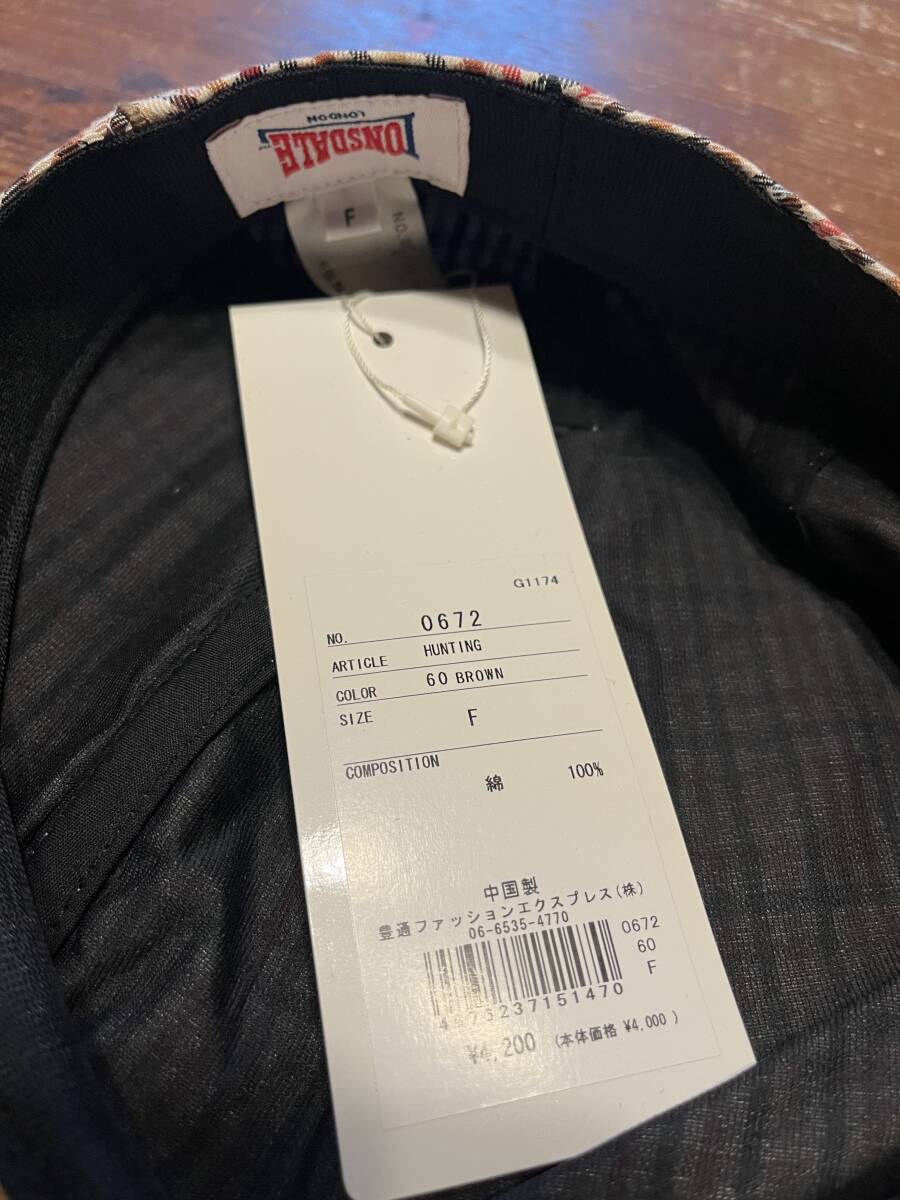 LONSDALE
LONDON
F
G1174
NO. 0672
ARTICLE HUNTING
COLOR 60 BROWN
SIZE F
COMPOSITION
綿 100%
中国製
豊通ファッションエクスプレス(株)
06-6535-4770
0672
60
F
¥4,200 (本体価格 ¥4,000 )